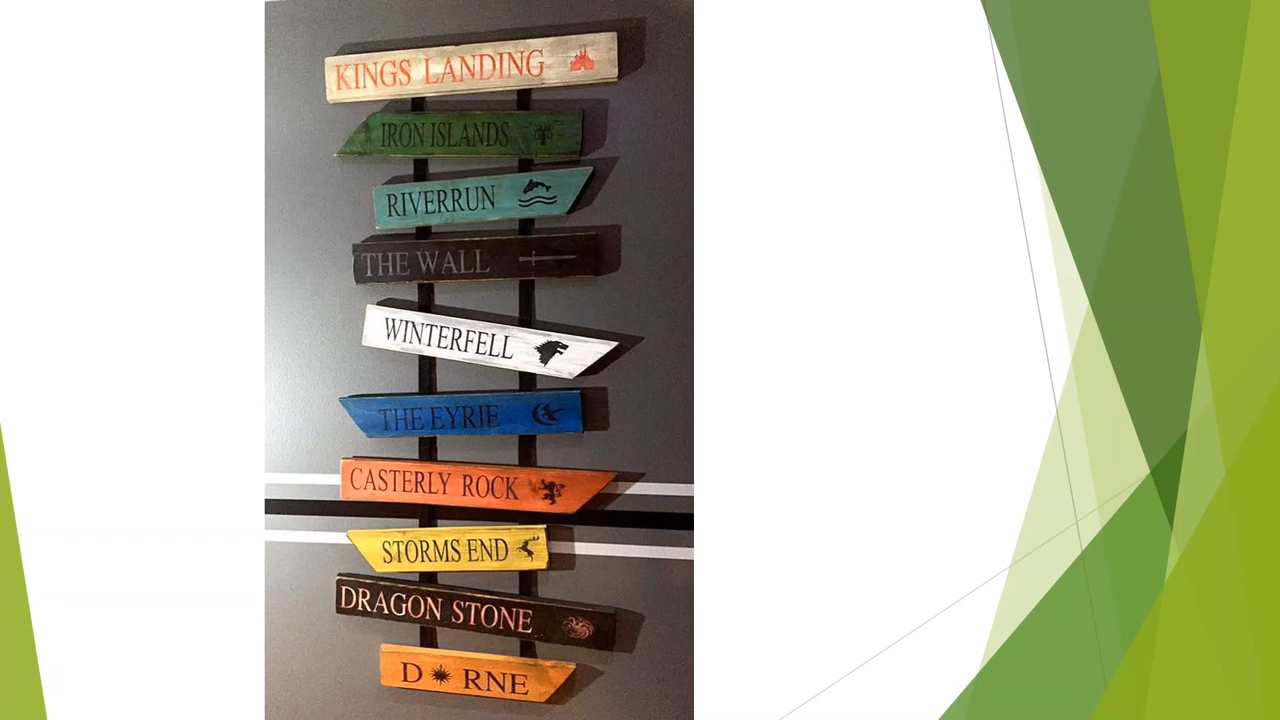 KINGS LANDING
IRON ISLANDS
RIVERRUN
THE WALL
WINTERFELL
THE EYRIE
CASTERLY ROCK
STORMS END
DRAGON STONE
D RNE